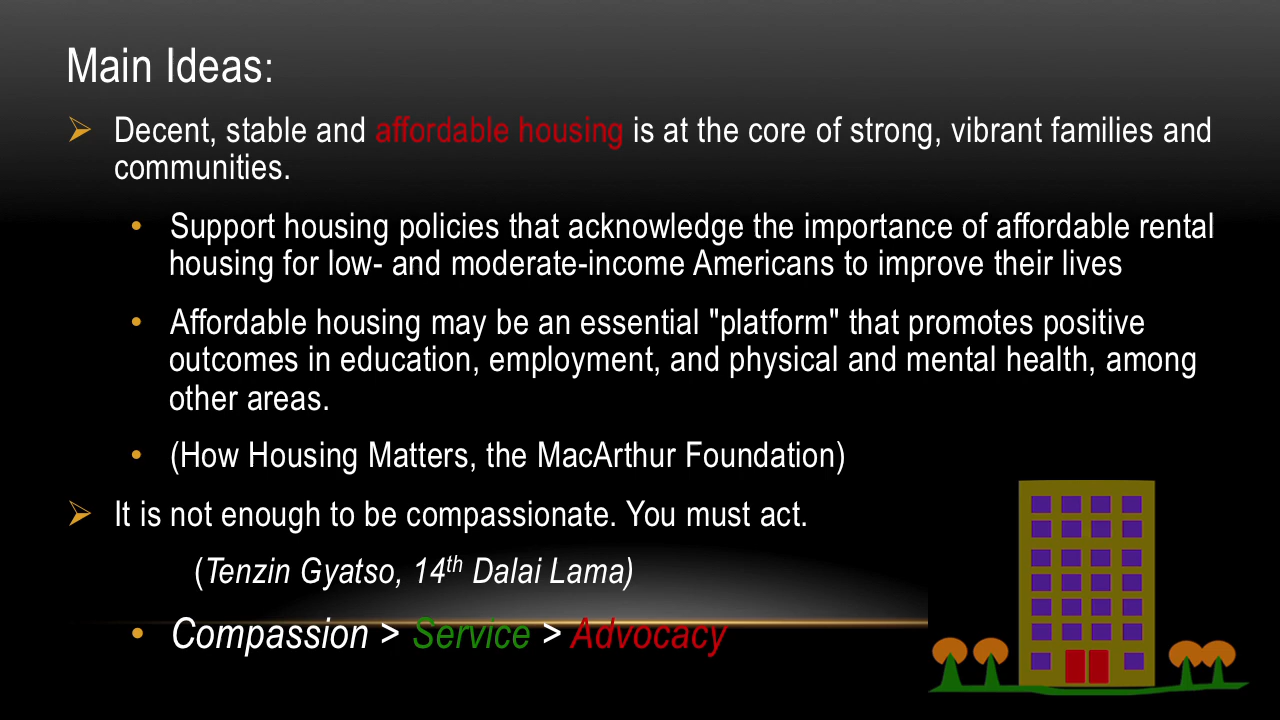 Main Ideas:
➢ Decent, stable and affordable housing is at the core of strong, vibrant families and
communities.
• Support housing policies that acknowledge the importance of affordable rental
housing for low- and moderate-income Americans to improve their lives
• Affordable housing may be an essential "platform" that promotes positive
outcomes in education, employment, and physical and mental health, among
other areas.
• (How Housing Matters, the MacArthur Foundation)
➢ It is not enough to be compassionate. You must act.
(Tenzin Gyatso, 14th Dalai Lama)
• Compassion > Service > Advocacy